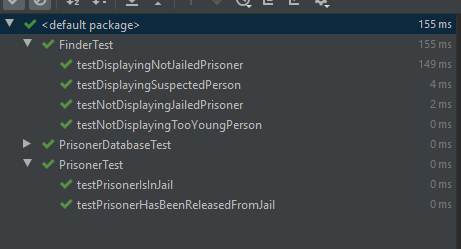 <default package> 155 ms
FinderTest 155 ms
testDisplayingNotJailedPrisoner 149 ms
testDisplayingSuspectedPerson 4 ms
testNotDisplayingJailedPrisoner 2 ms
testNotDisplayingTooYoungPerson 0 ms
PrisonerDatabaseTest 0 ms
PrisonerTest 0 ms
testPrisonerIsInJail 0 ms
testPrisonerHasBeenReleasedFromJail 0 ms